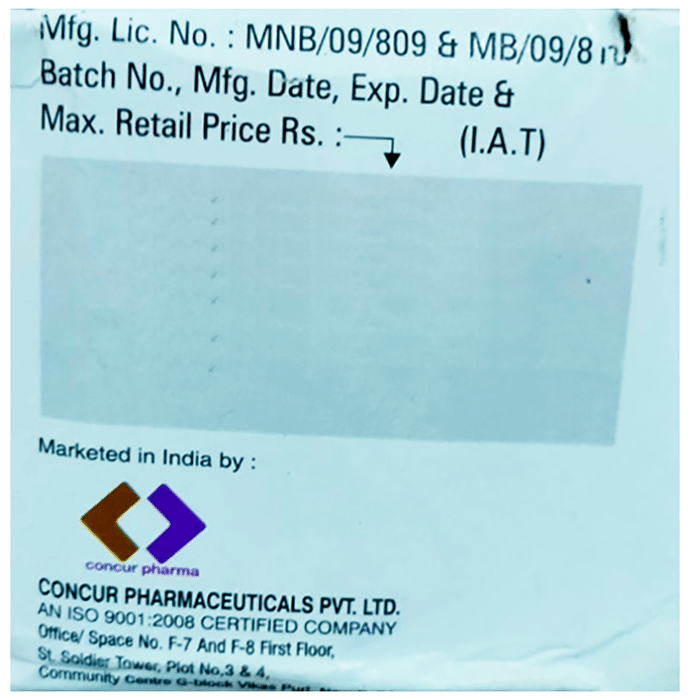 Mfg. Lic. No. : MNB/09/809 & MB/09/8
Batch No., Mfg. Date, Exp. Date &
Max. Retail Price Rs. : (I.A.T)
Marketed in India by :
concur pharma
CONCUR PHARMACEUTICALS PVT. LTD.
AN ISO 9001:2008 CERTIFIED COMPANY
Office/ Space No. F-7 And F-8 First Floor,
St. Soldier Tower, Plot No.3 & 4,
Community Centre G-block Vikas Puri,